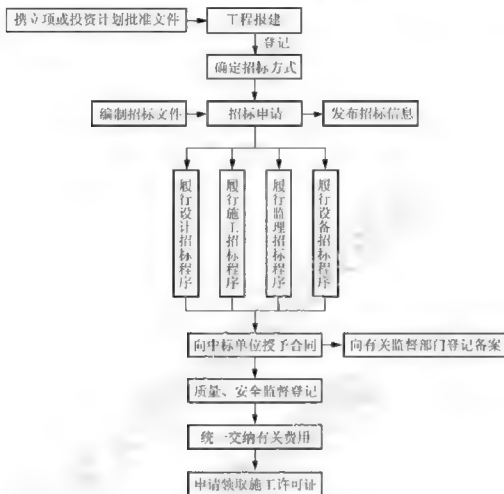 携立项或投资计划批准文件
工程报建
登记
确定招标方式
编制招标文件
招标申请
发布招标信息
履行设计招标程序
履行施工招标程序
履行监理招标程序
履行设备招标程序
向中标单位授予合同
向有关监督部门登记备案
质量、安全监督登记
统一交纳有关费用
申请领取施工许可证